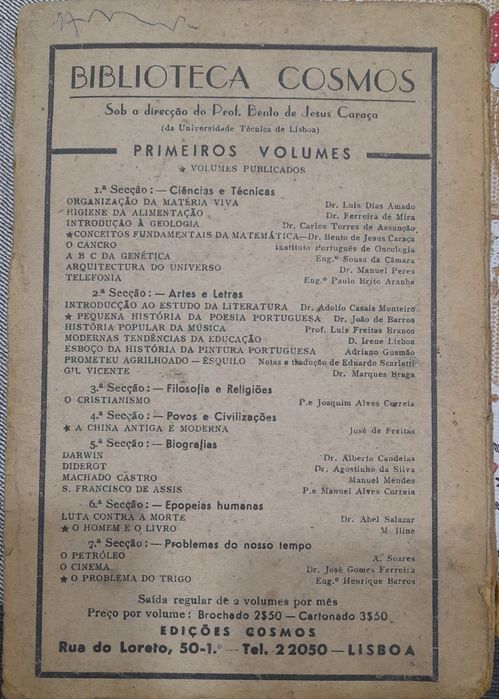 BIBLIOTECA COSMOS
Sob a direcção do Prof. Bento de Jesus Caraça
(da Universidade Técnica de Lisboa)
PRIMEIROS VOLUMES
★ VOLUMES PUBLICADOS
1.ª Secção: — Ciências e Técnicas
ORGANIZAÇÃO DA MATÉRIA VIVA Dr. Luís Dias Amado
HIGIENE DA ALIMENTAÇÃO Dr. Ferreira de Mira
INTRODUÇÃO À GEOLOGIA Dr. Carlos Torres de Assunção
★ CONCEITOS FUNDAMENTAIS DA MATEMÁTICA — Dr. Bento de Jesus Caraça
O CANCRO Instituto Português de Oncologia
A B C DA GENÉTICA Eng.º Sousa da Câmara
ARQUITECTURA DO UNIVERSO Dr. Manuel Peres
TELEFONIA Eng.º Paulo Brito Aranha
2.ª Secção: — Artes e Letras
INTRODUCÇÃO AO ESTUDO DA LITERATURA Dr. Adolfo Casais Monteiro
★ PEQUENA HISTÓRIA DA POESIA PORTUGUESA Dr. João de Barros
HISTÓRIA POPULAR DA MÚSICA Prof. Luís Freitas Branco
MODERNAS TENDÊNCIAS DA EDUCAÇÃO D. Irene Lisboa
ESBOÇO DA HISTÓRIA DA PINTURA PORTUGUESA Adriano Gusmão
PROMETEU AGRILHOADO — ÉSQUILO Notas e tradução de Eduardo Scarlatti
GIL VICENTE Dr. Marques Braga
3.ª Secção: — Filosofia e Religiões
O CRISTIANISMO P.e Joaquim Alves Correia
4.ª Secção: — Povos e Civilizações
★ A CHINA ANTIGA E MODERNA José de Freitas
5.ª Secção: — Biografias
DARWIN Dr. Alberto Candeias
DIDEROT Dr. Agostinho da Silva
MACHADO CASTRO Manuel Mendes
S. FRANCISCO DE ASSIS P.e Manuel Alves Correia
6.ª Secção: — Epopeias humanas
LUTA CONTRA A MORTE Dr. Abel Salazar
★ O HOMEM E O LIVRO M. Iline
7.ª Secção: — Problemas do nosso tempo
O PETRÓLEO A. Soares
O CINEMA Dr. José Gomes Ferreira
★ O PROBLEMA DO TRIGO Eng.º Henrique Barros
Saída regular de 2 volumes por mês
Preço por volume: Brochado 2$50 — Cartonado 3$50
EDIÇÕES COSMOS
Rua do Loreto, 50-1.º — Tel. 22050 — LISBOA